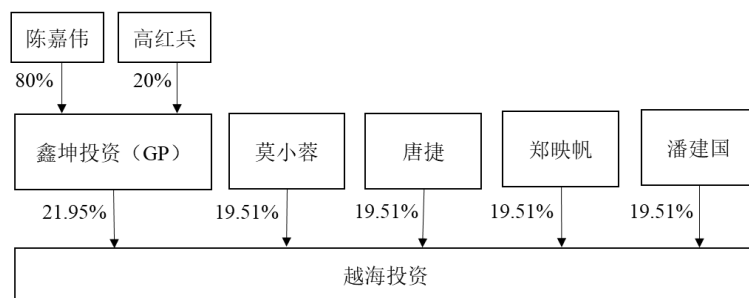 陈嘉伟
高红兵
80%
20%
鑫坤投资（GP）
莫小蓉
唐捷
郑映帆
潘建国
21.95%
19.51%
19.51%
19.51%
19.51%
越海投资